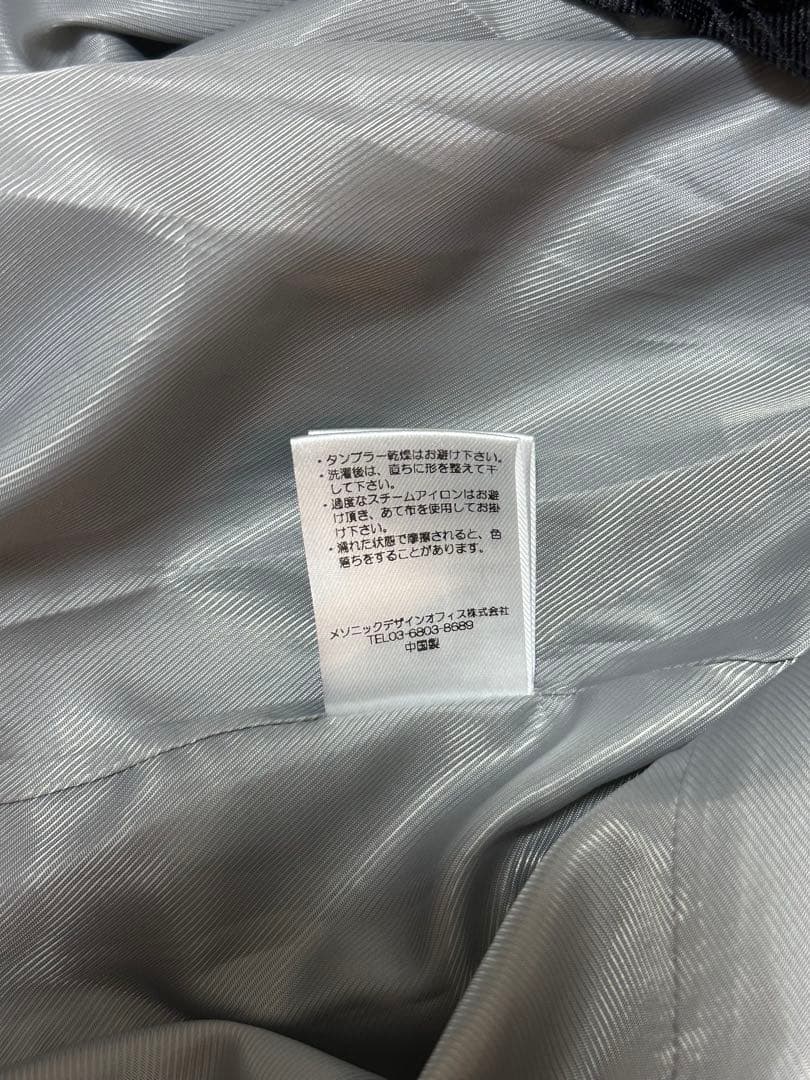 ・タンブラー乾燥はお避け下さい。
・洗濯後は、直ちに形を整えて干
して下さい。
・過度なスチームアイロンはお避
け頂き、あて布を使用してお掛
け下さい。
・濡れた状態で摩擦されると、色
落ちをすることがあります。
メソニックデザインオフィス株式会社
TEL03-6803-8689
中国製